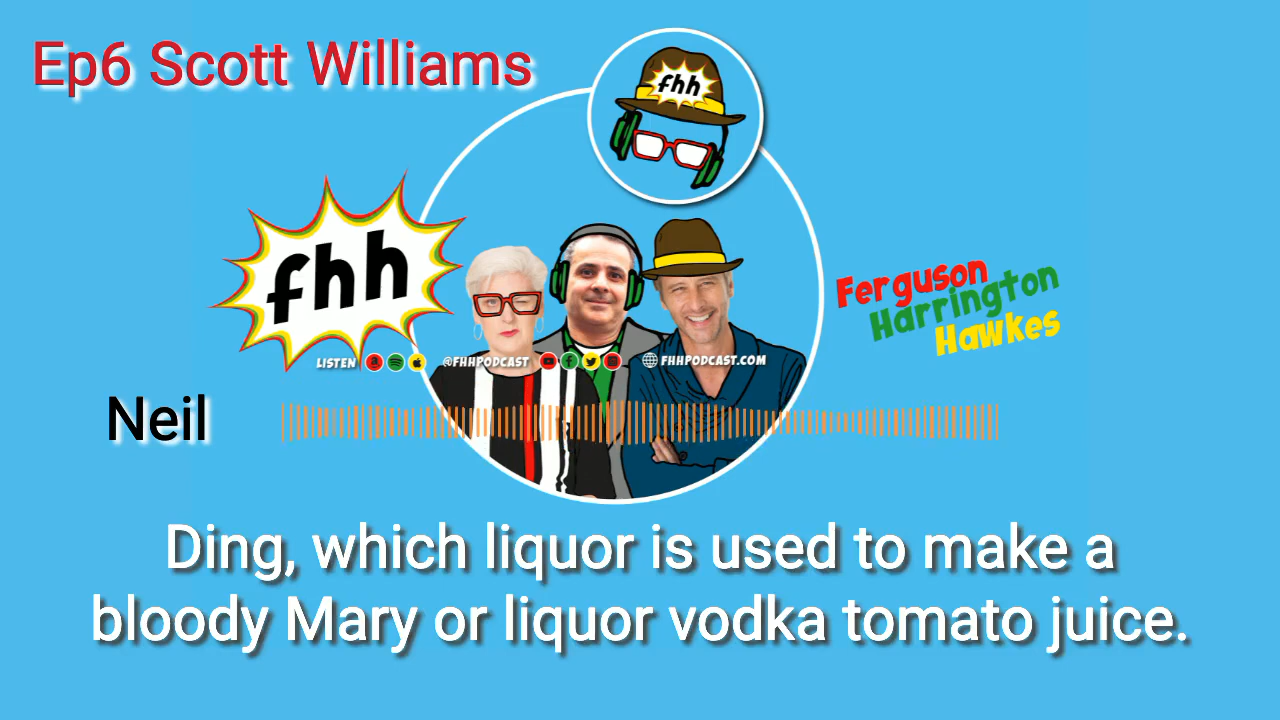 Ep6 Scott Williams
fhh
fhh
Ferguson
Harrington
Hawkes
LISTEN @FHHPODCAST FHHPODCAST.COM
Neil
Ding, which liquor is used to make a
bloody Mary or liquor vodka tomato juice.